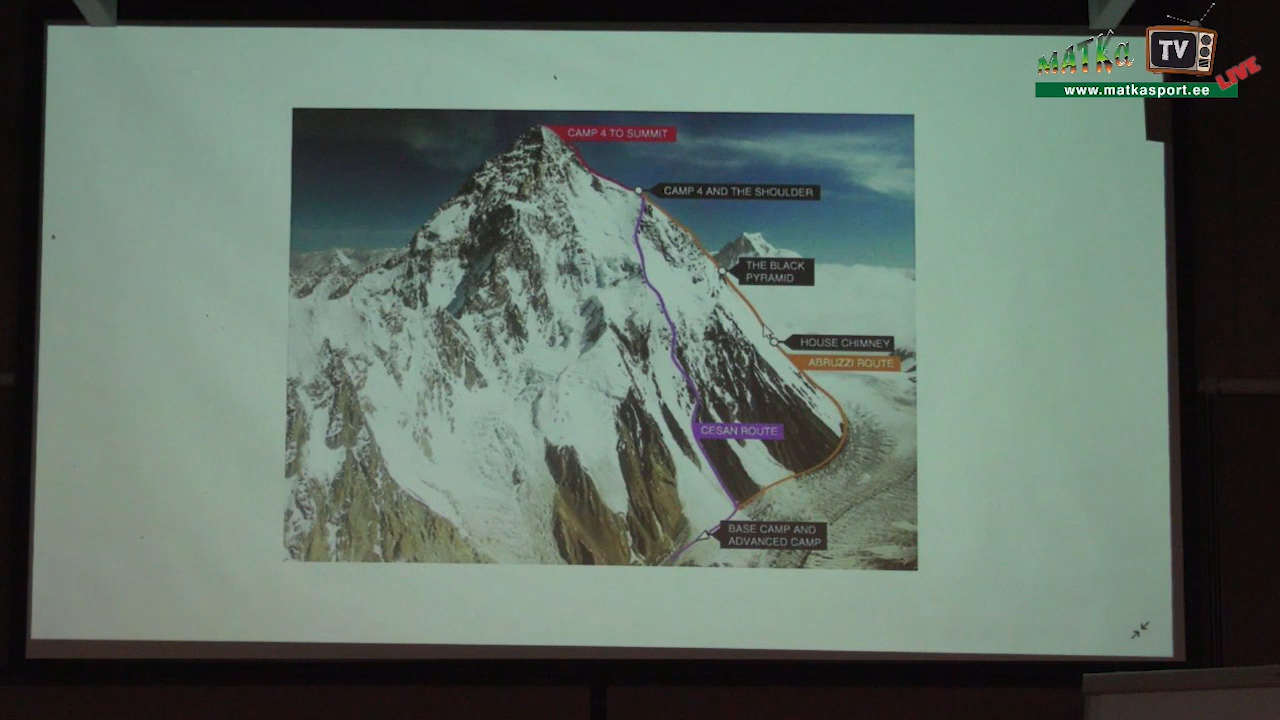 MATKa
TV
LIVE
www.matkasport.ee
CAMP 4 TO SUMMIT
CAMP 4 AND THE SHOULDER
THE BLACK
PYRAMID
HOUSE CHIMNEY
ABRUZZI ROUTE
CESAN ROUTE
BASE CAMP AND
ADVANCED CAMP